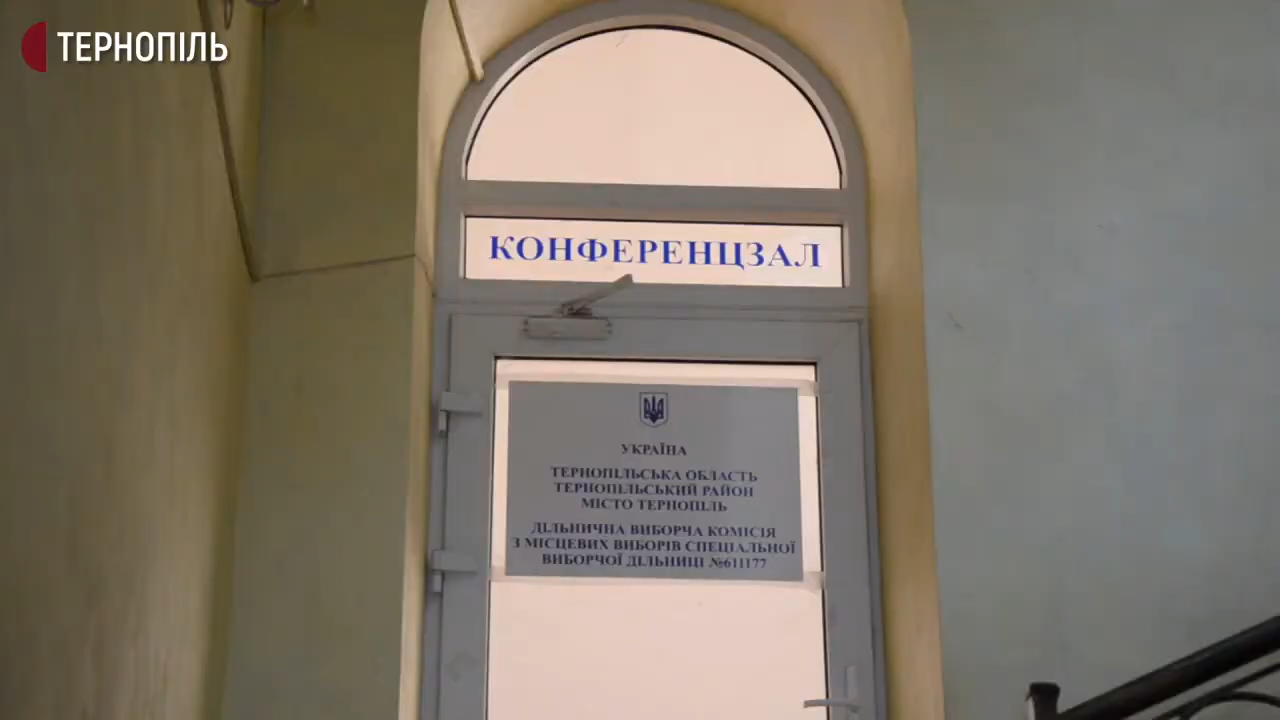 ТЕРНОПІЛЬ
КОНФЕРЕНЦЗАЛ
УКРАЇНА
ТЕРНОПІЛЬСЬКА ОБЛАСТЬ
ТЕРНОПІЛЬСЬКИЙ РАЙОН
МІСТО ТЕРНОПІЛЬ
ДІЛЬНИЧНА ВИБОРЧА КОМІСІЯ
З МІСЦЕВИХ ВИБОРІВ СПЕЦІАЛЬНОЇ
ВИБОРЧОЇ ДІЛЬНИЦІ №611177